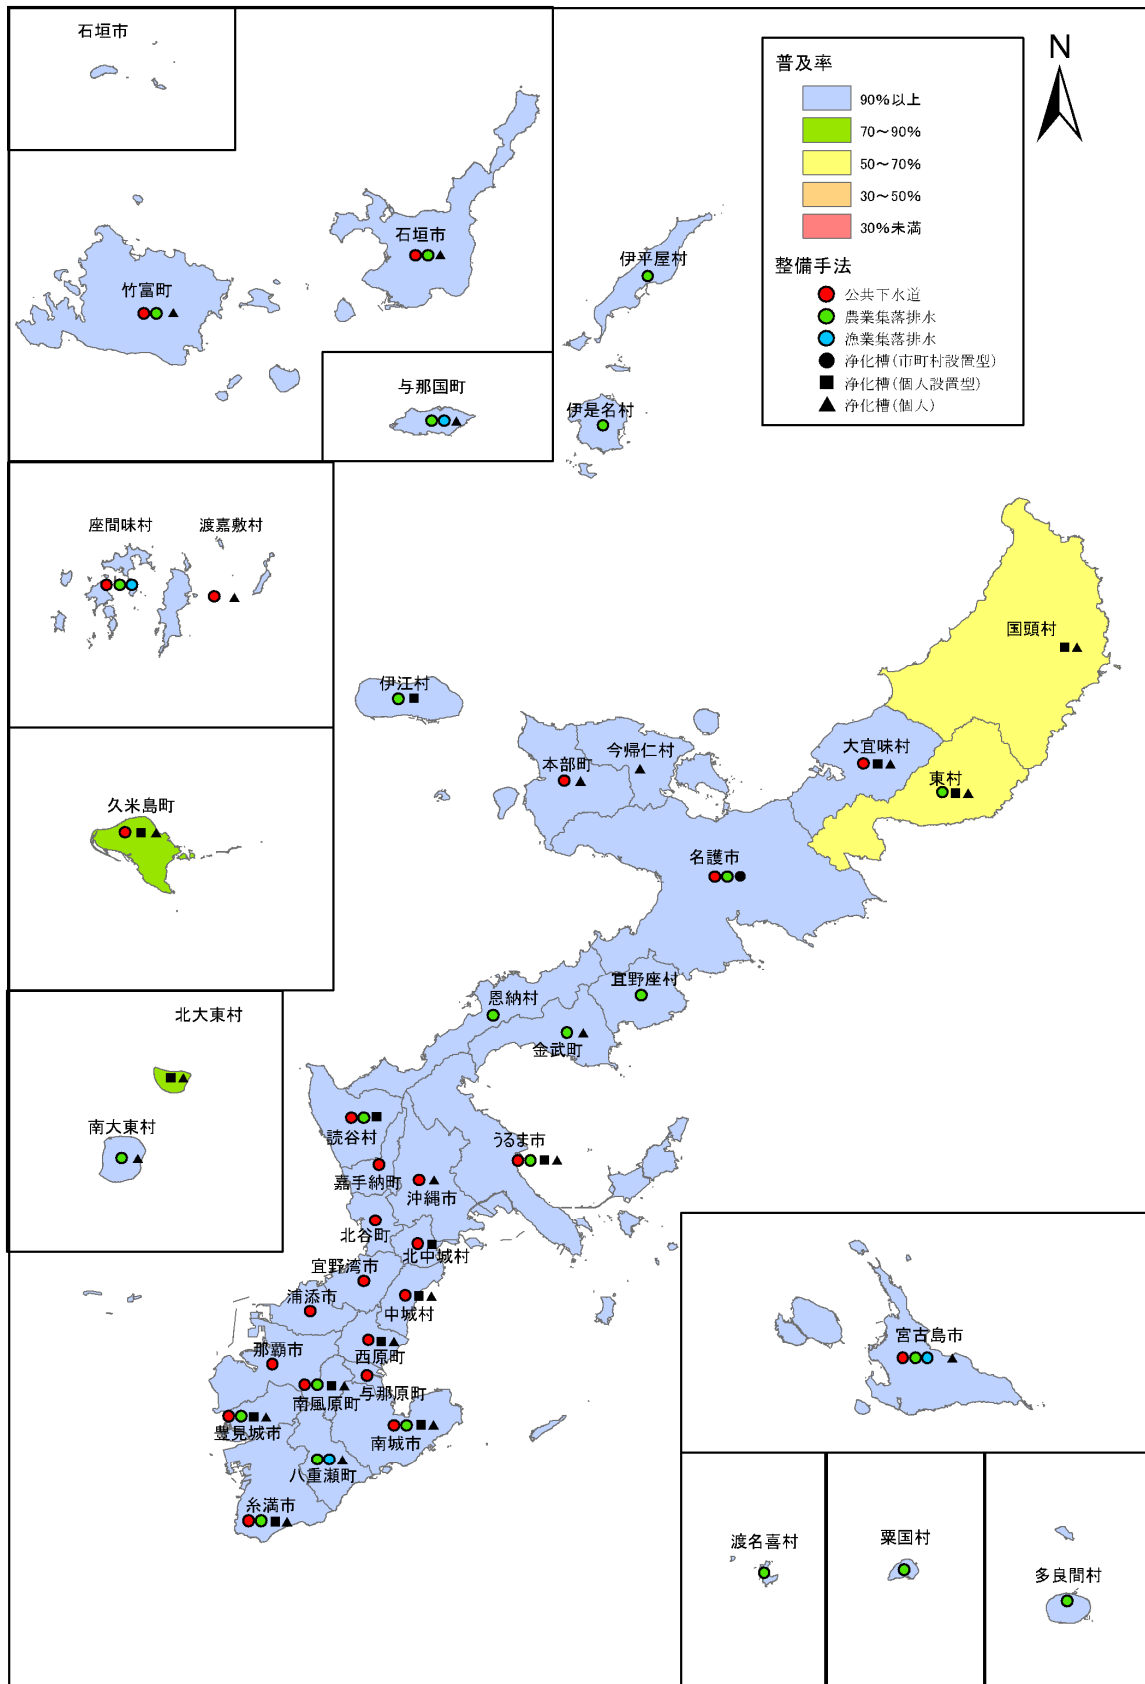 石垣市
N
普及率
90%以上
70～90%
50～70%
30～50%
30%未満
整備手法
公共下水道
農業集落排水
漁業集落排水
浄化槽(市町村設置型)
浄化槽(個人設置型)
浄化槽(個人)
石垣市
竹富町
伊平屋村
与那国町
伊是名村
座間味村
渡嘉敷村
国頭村
伊江村
大宜味村
今帰仁村
本部町
東村
久米島町
名護市
宜野座村
恩納村
北大東村
金武町
南大東村
読谷村
うるま市
嘉手納町
沖縄市
北谷町
北中城村
宜野湾市
浦添市
中城村
宮古島市
那覇市
西原町
与那原町
南風原町
豊見城市
南城市
八重瀬町
糸満市
渡名喜村
粟国村
多良間村